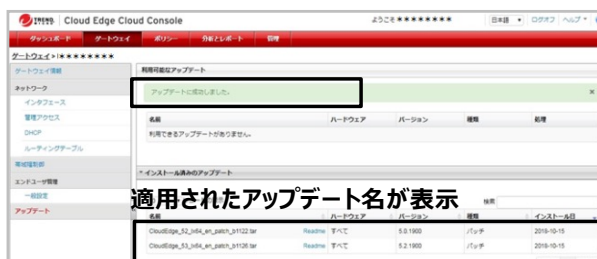 TREND Cloud Edge Cloud Console
ようこそ ******** 日本語 ログオフ ヘルプ
ダッシュボード ゲートウェイ ポリシー 分析とレポート 管理
ゲートウェイ > ********
ゲートウェイ情報
利用可能なアップデート
ネットワーク
アップデートに成功しました。 ×
インタフェース
管理アクセス
名前 ハードウェア バージョン 種類 処理
DHCP
利用できるアップデートがありません。
ルーティングテーブル
帯域幅制御
インストール済みのアップデート
エンドユーザ管理
適用されたアップデート名が表示
検索
一般設定
アップデート
名前 ハードウェア バージョン 種類 インストール日
CloudEdge_52_lx64_en_patch_b1122.tar Readme すべて 5.0.1900 パッチ 2018-10-15
CloudEdge_53_lx64_en_patch_b1126.tar Readme すべて 5.2.1900 パッチ 2018-10-15